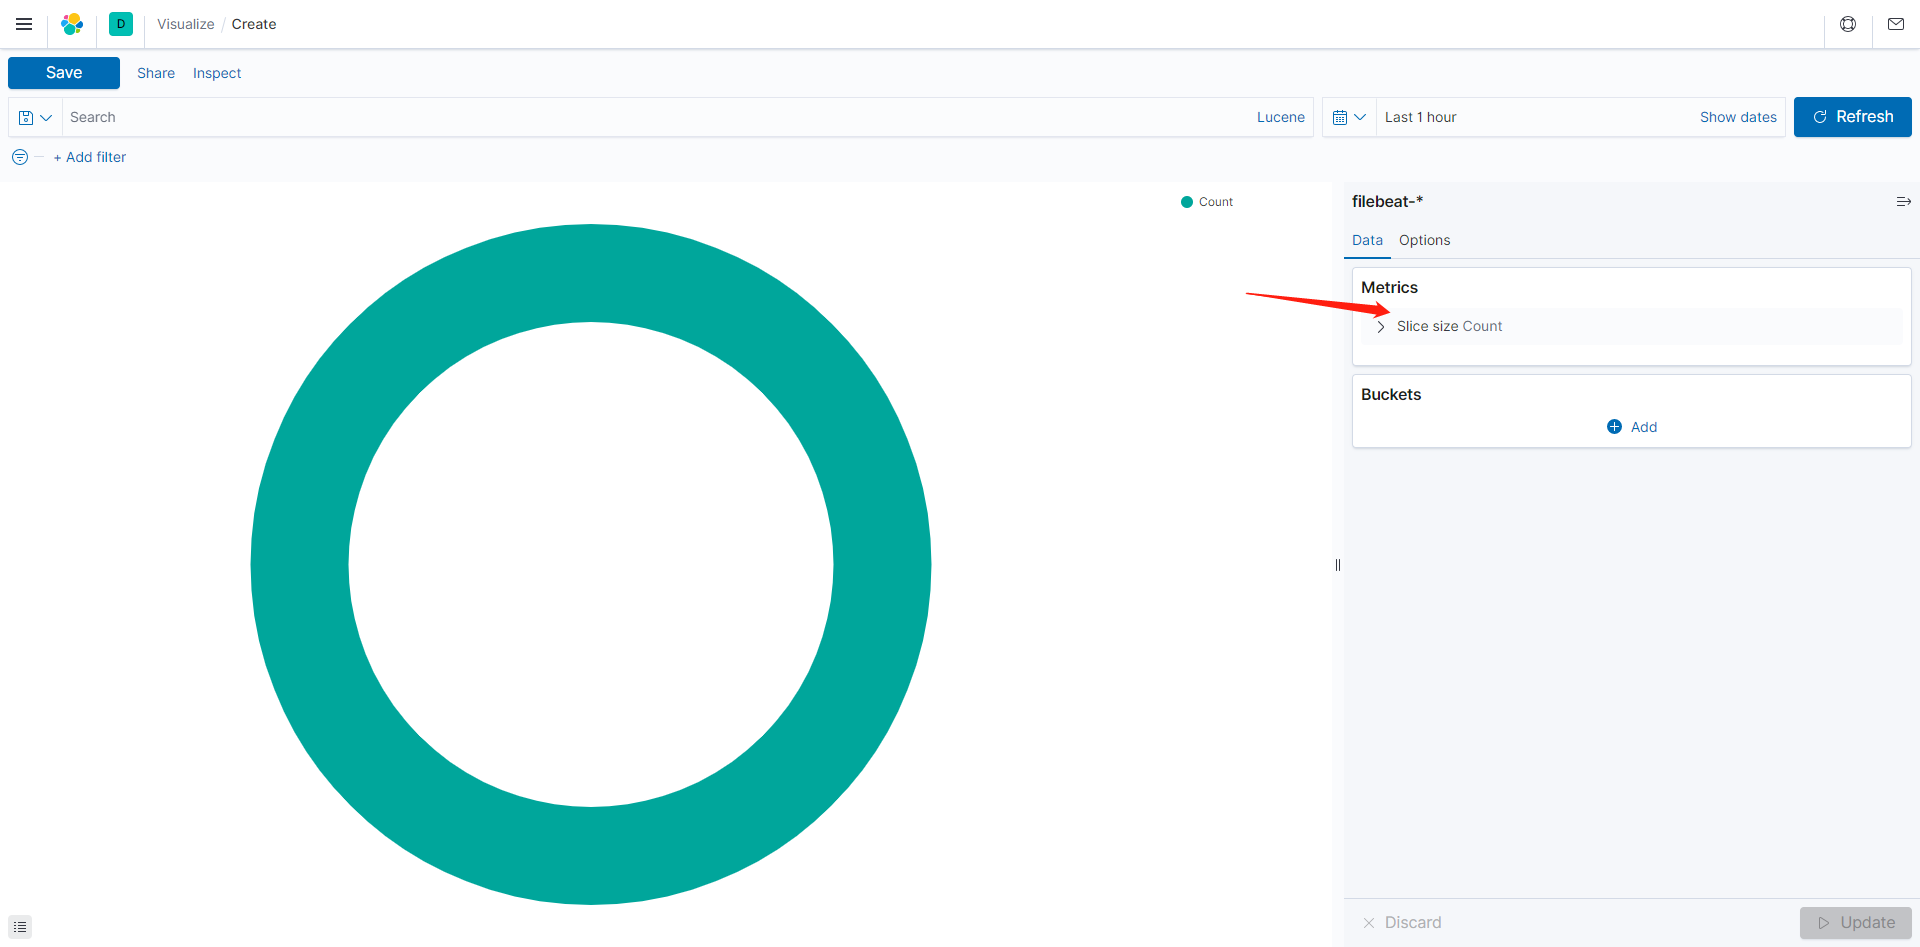 D Visualize / Create
Save Share Inspect
Search Lucene Last 1 hour Show dates Refresh
+ Add filter
Count
filebeat-*
Data Options
Metrics
Slice size Count
Buckets
Add
Discard Update